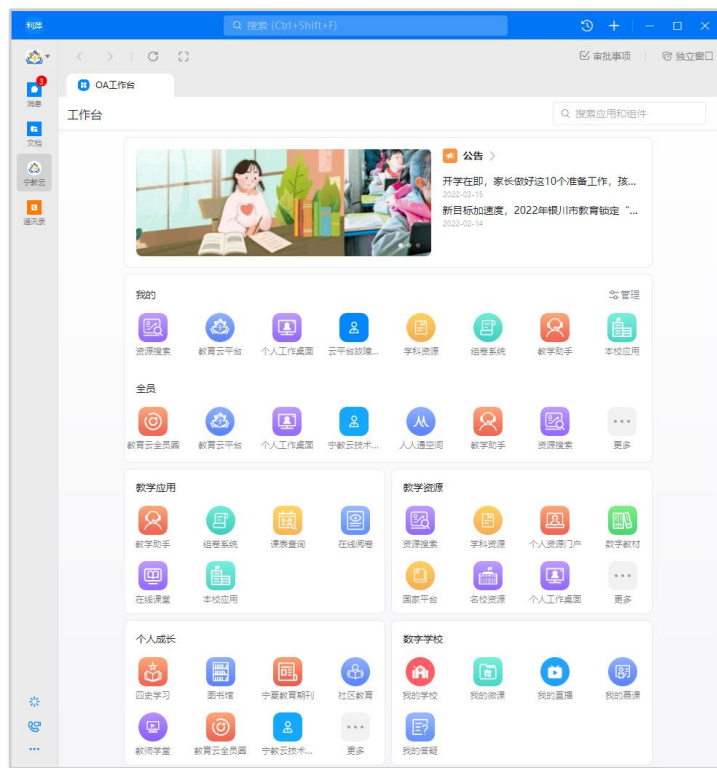 搜索 (Ctrl+Shift+F)
审批事项 独立窗口
OA工作台
3
消息
工作台
搜索应用和组件
文档
宁教云
通讯录
公告
开学在即，家长做好这10个准备工作，孩...
2022-02-15
新目标加速度，2022年银川市教育锁定“...
2022-02-14
我的 管理
资源搜索 教育云平台 个人工作桌面 云平台故障... 学科资源 组卷系统 教学助手 本校应用
全员
教育云全员圈 教育云平台 个人工作桌面 宁教云技术... 人人通空间 教学助手 资源搜索 更多
教学应用
教学助手 组卷系统 课表查询 在线阅卷
在线课堂 本校应用
教学资源
资源搜索 学科资源 个人资源门户 数字教材
国家平台 名校资源 个人工作桌面 更多
个人成长
四史学习 图书馆 宁夏教育期刊 社区教育
教师学堂 教育云全员圈 宁教云技术... 更多
数字学校
我的学校 我的微课 我的直播 我的慕课
我的答疑